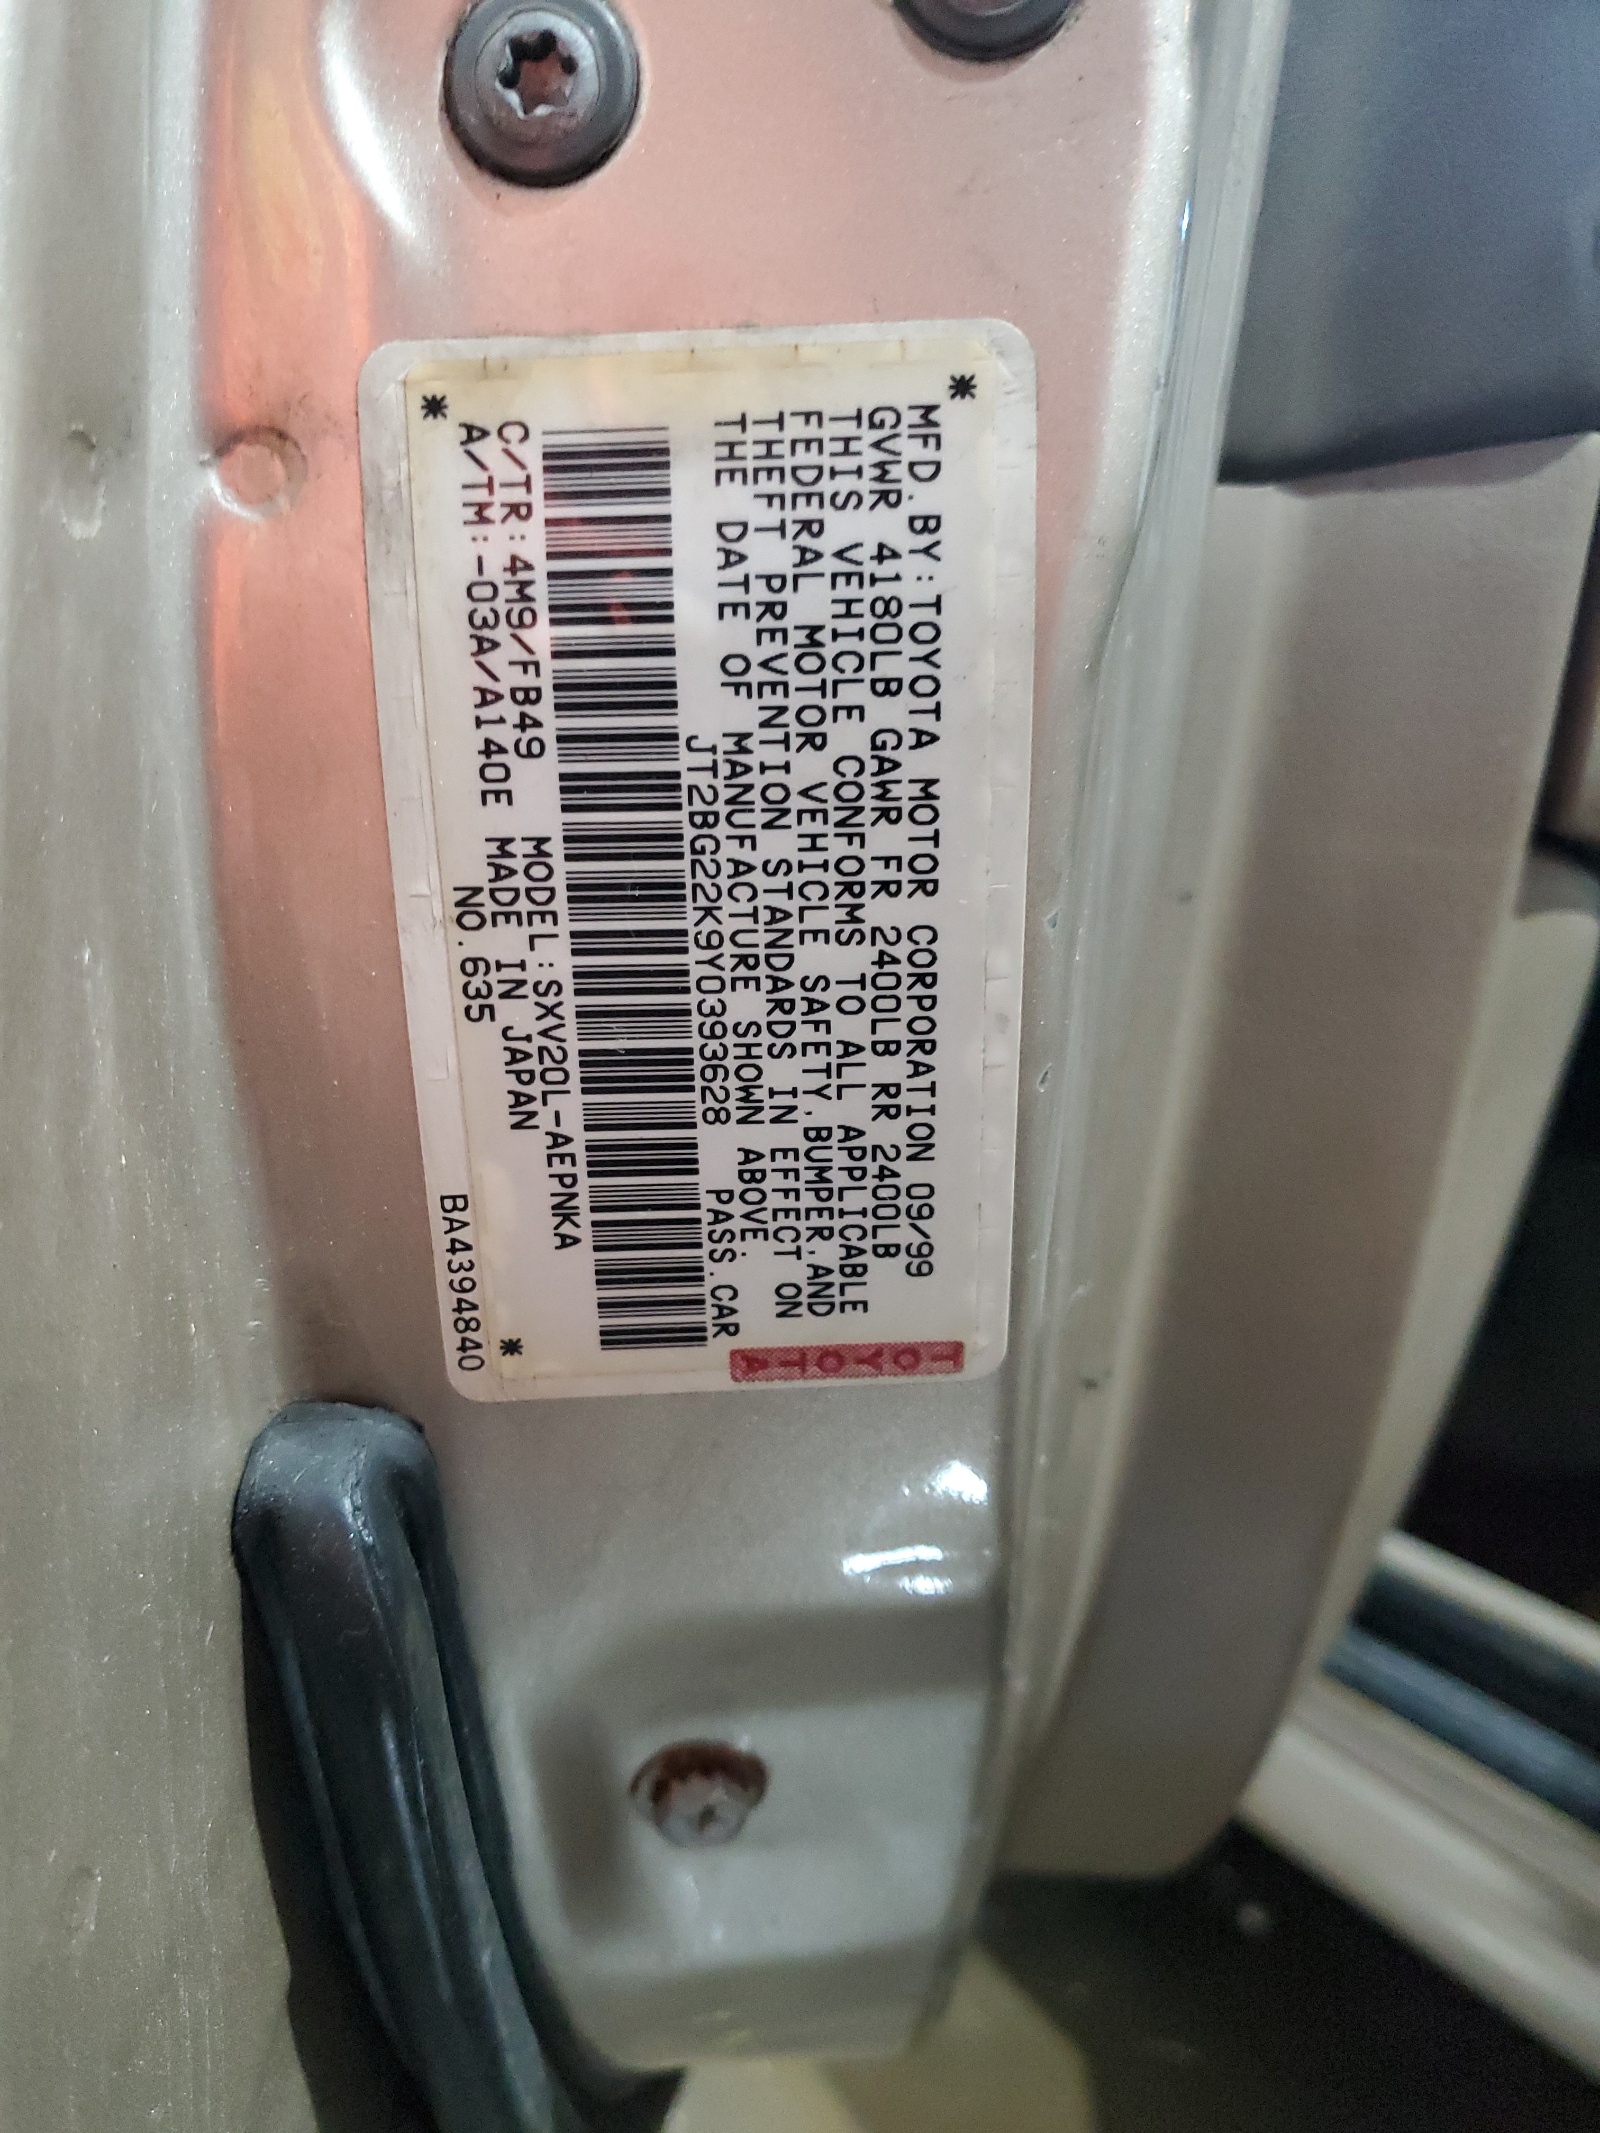 MFD.BY:TOYOTA MOTOR CORPORATION 09/99
GVWR 4180LB GAWR FR 2400LB RR 2400LB
THIS VEHICLE CONFORMS TO ALL APPLICABLE
FEDERAL MOTOR VEHICLE SAFETY,BUMPER,AND
THEFT PREVENTION STANDARDS IN EFFECT ON
THE DATE OF MANUFACTURE SHOWN ABOVE.
JT2BG22K9Y0393628 PASS.CAR
TOYOTA
C/TR:4M9/FB49 MODEL:SXV20L-AEPNKA
A/TM:-03A/A140E MADE IN JAPAN
NO.635
BA4394840